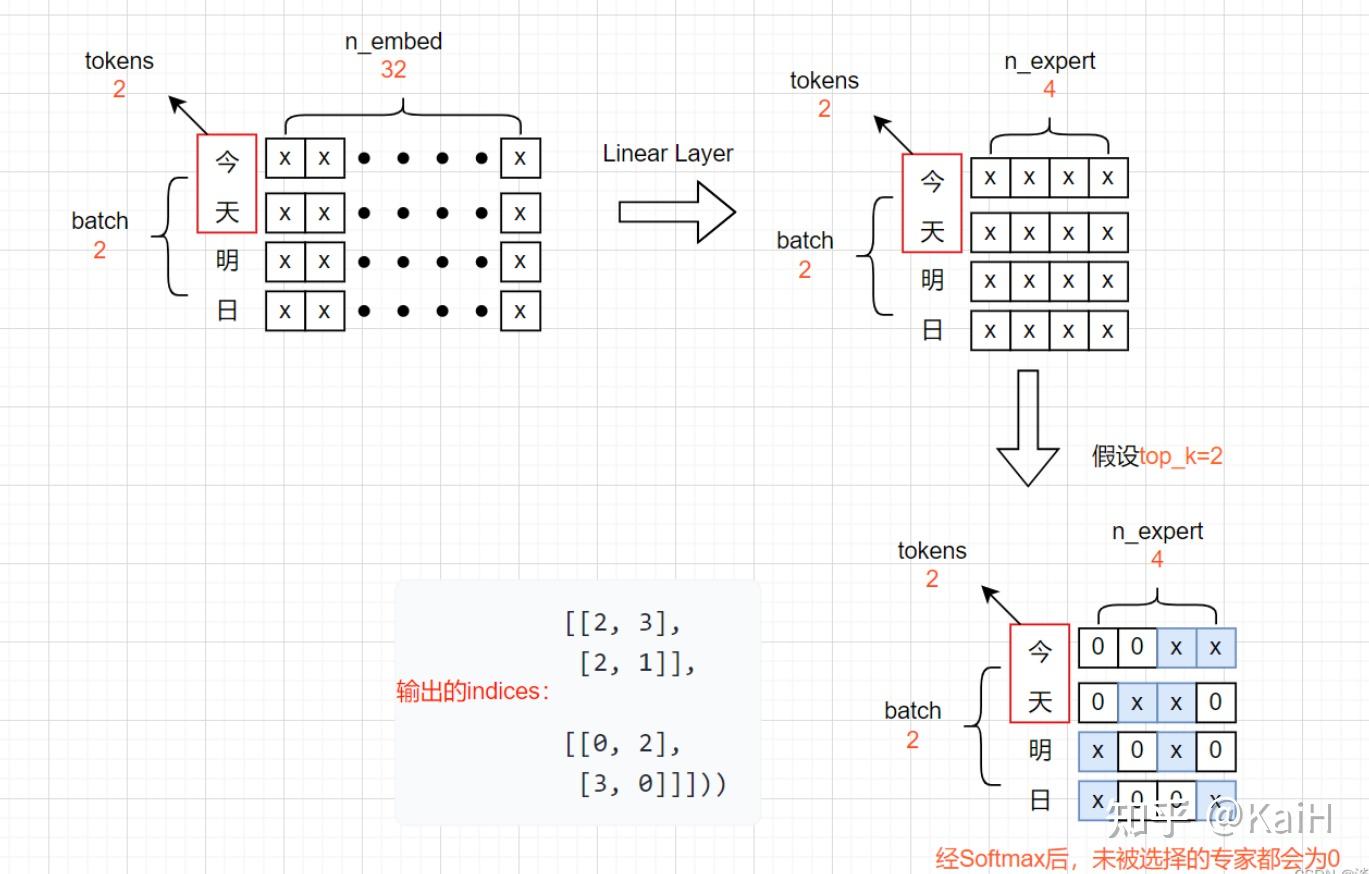 tokens
2
n_embed
32
batch
2
今 x x x
天 x x x
明 x x x
日 x x x
Linear Layer
tokens
2
n_expert
4
batch
2
今 x x x x
天 x x x x
明 x x x x
日 x x x x
假设top_k=2
tokens
2
n_expert
4
batch
2
今 0 0 x x
天 0 x x 0
明 x 0 x 0
日 x 0 0 x
输出的indices：
[[2, 3],
[2, 1]],
[[0, 2],
[3, 0]]]))
知乎 @KaiH
经Softmax后，未被选择的专家都会为0